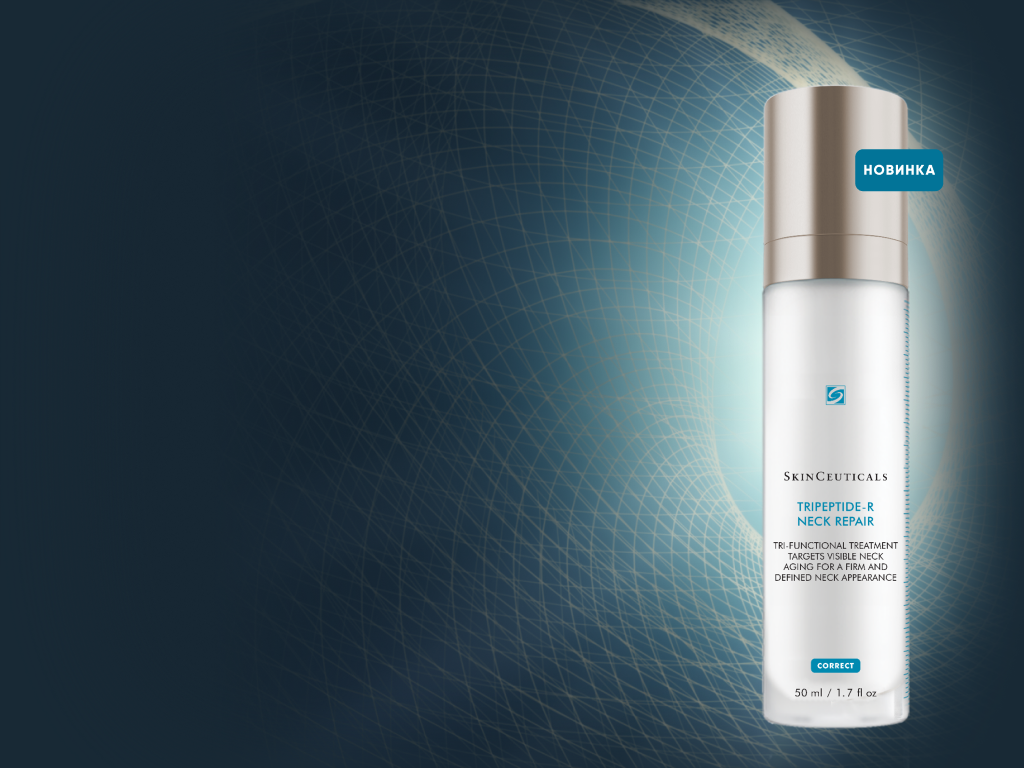 НОВИНКА
SKINCEUTICALS
TRIPEPTIDE-R
NECK REPAIR
TRI-FUNCTIONAL TREATMENT
TARGETS VISIBLE NECK
AGING FOR A FIRM AND
DEFINED NECK APPEARANCE
CORRECT
50 ml / 1.7 fl oz